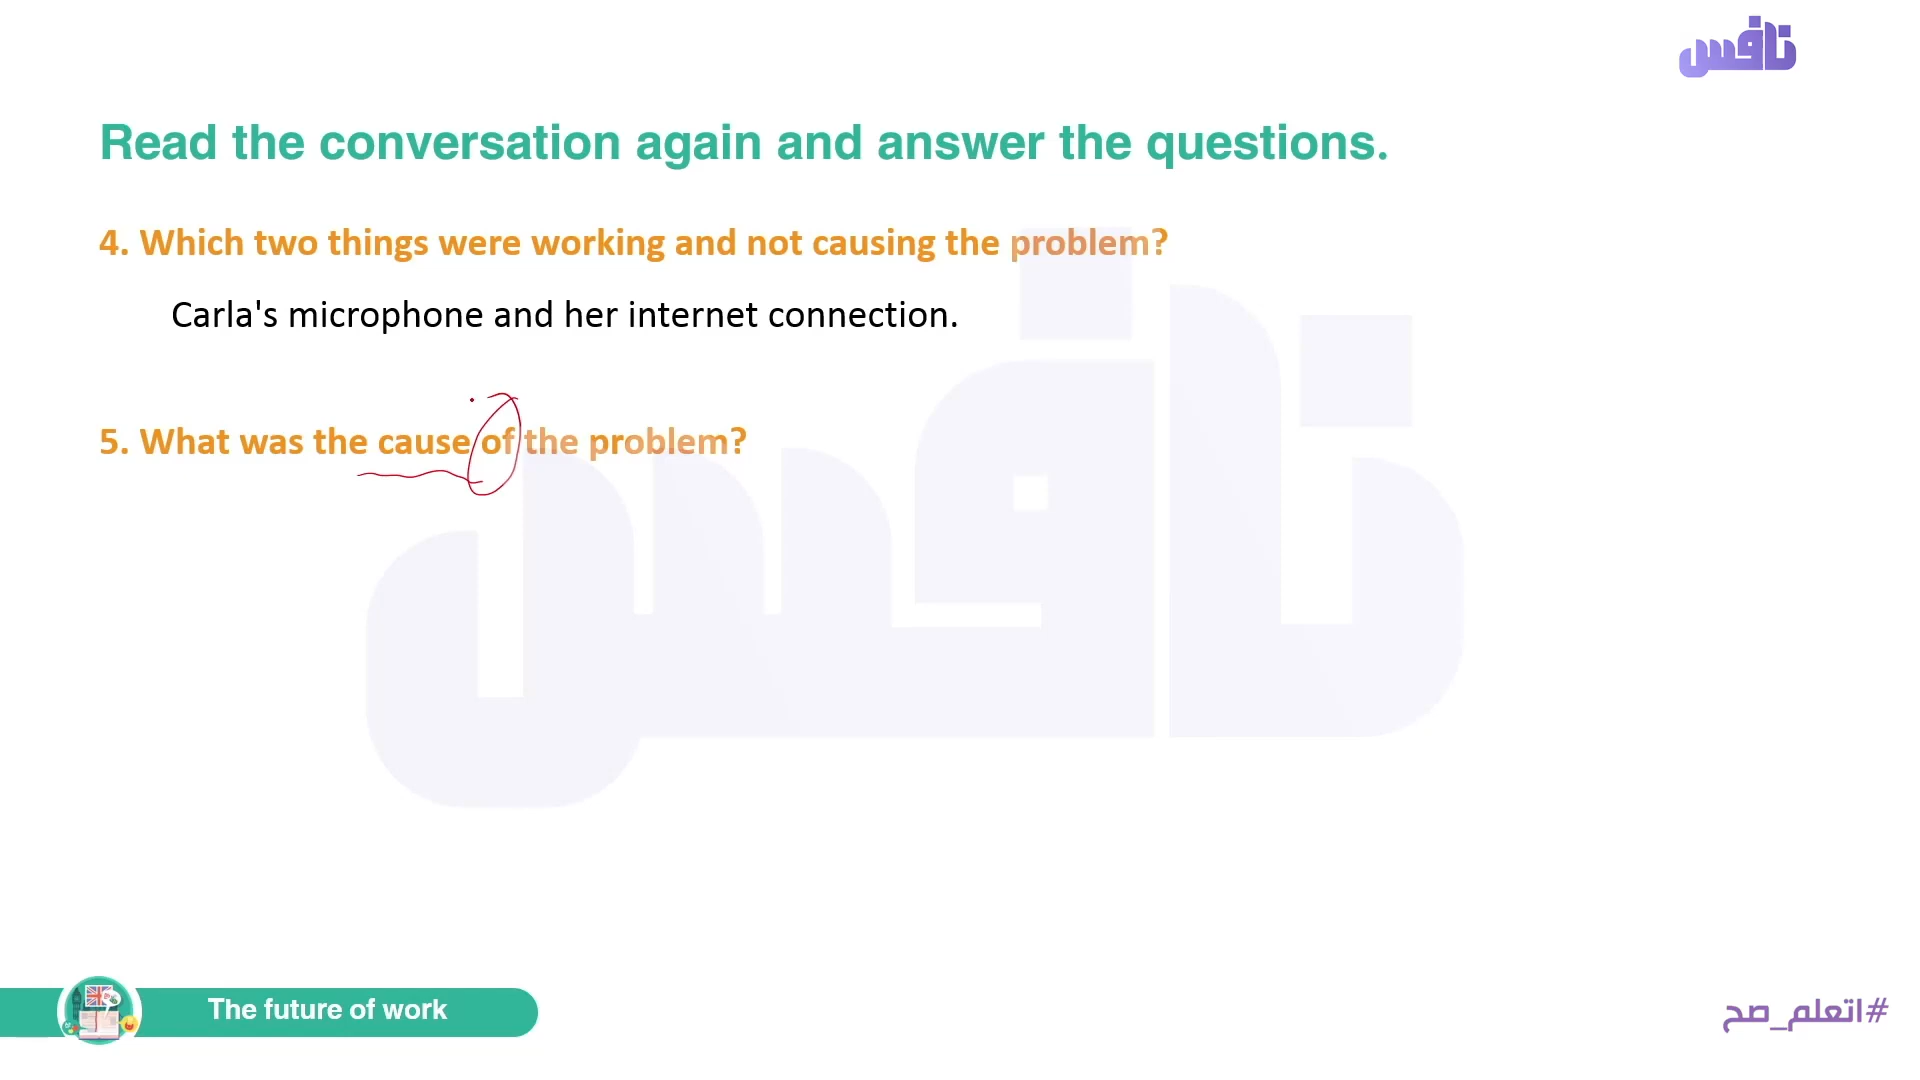 نافس
Read the conversation again and answer the questions.
4. Which two things were working and not causing the problem?
Carla's microphone and her internet connection.
5. What was the cause of the problem?
The future of work
#اتعلم_صح